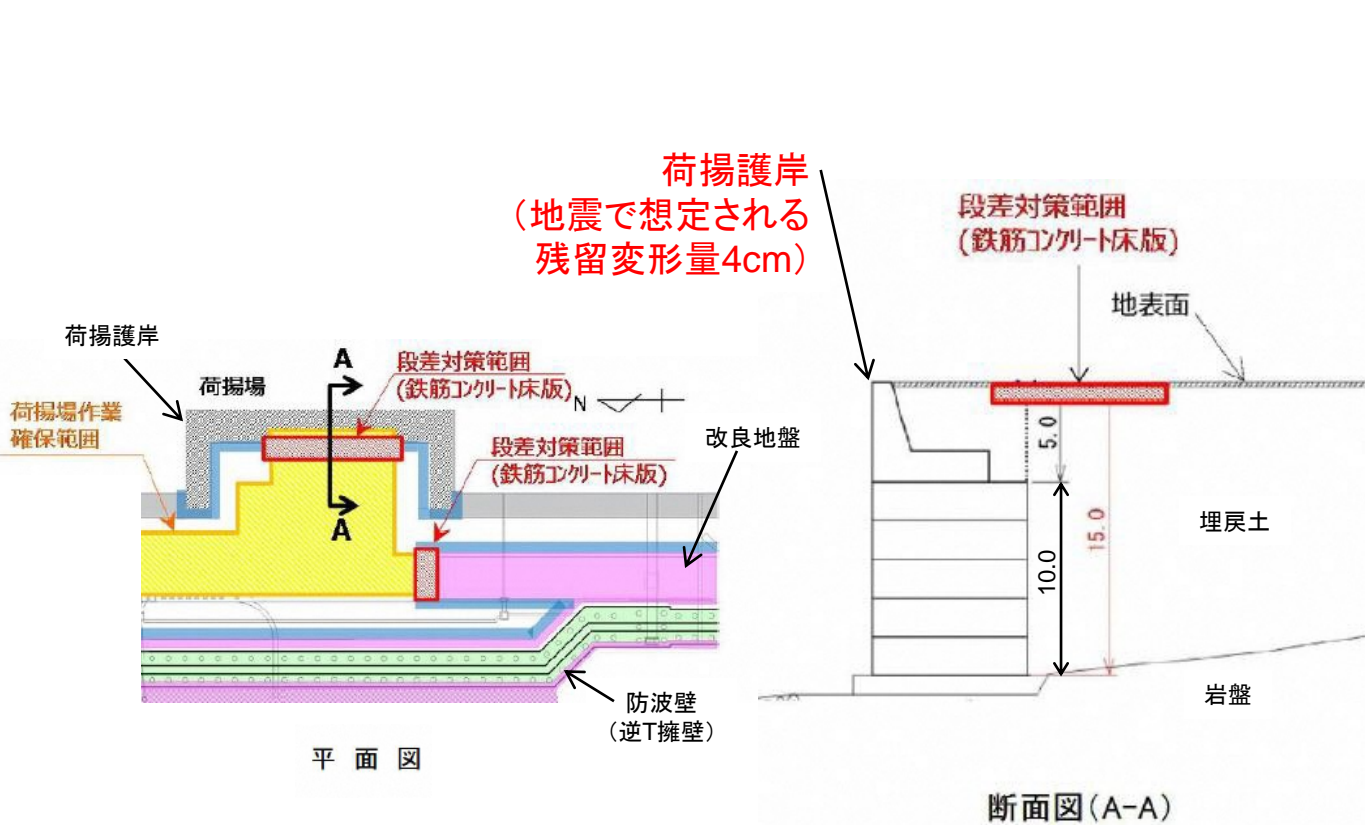 荷揚護岸
（地震で想定される
残留変形量4cm）
段差対策範囲
(鉄筋コンクリート床版)
地表面
荷揚護岸
荷揚場
A
段差対策範囲
(鉄筋コンクリート床版)
N
荷揚場作業
確保範囲
段差対策範囲
(鉄筋コンクリート床版)
改良地盤
A
5.0
10.0
15.0
埋戻土
岩盤
防波壁
（逆T擁壁）
平面図
断面図(A-A)